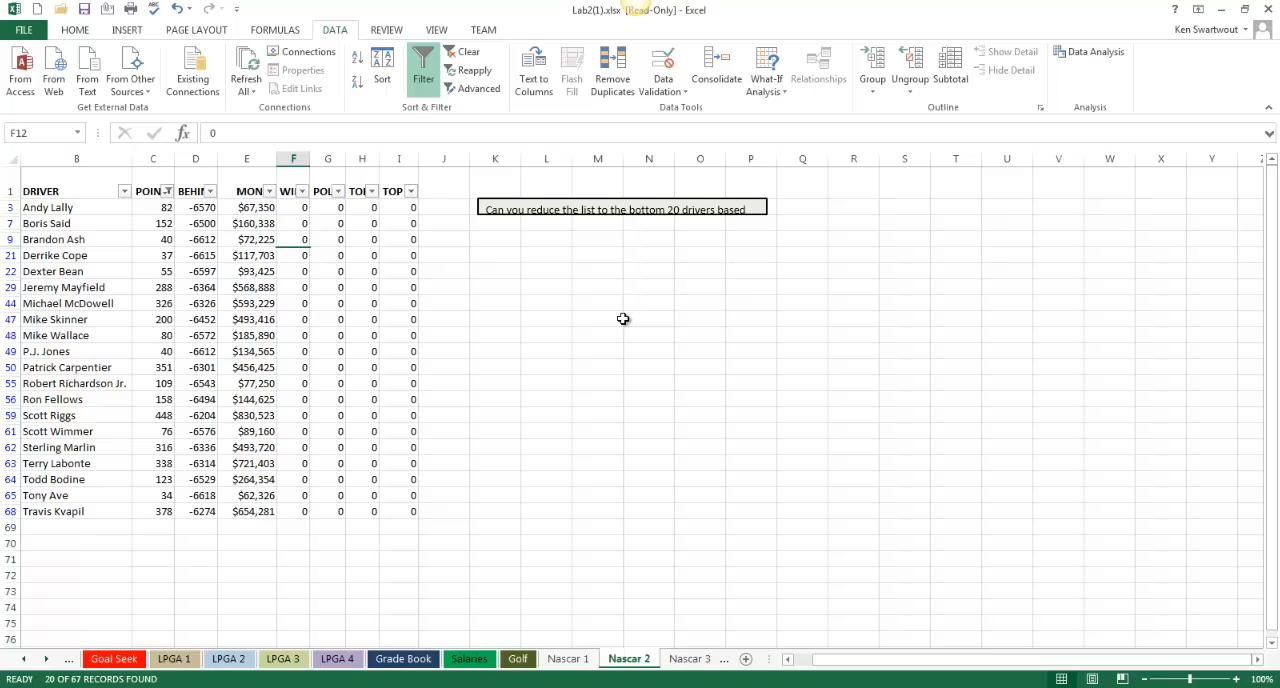 Lab2(1).xlsx [Read-Only] - Excel
FILE HOME INSERT PAGE LAYOUT FORMULAS DATA REVIEW VIEW TEAM Ken Swartwout
From Access From Web From Text From Other Sources Existing Connections Refresh All Connections Properties Edit Links Sort Filter Clear Reapply Advanced Text to Columns Flash Fill Remove Duplicates Data Validation Consolidate What-If Analysis Relationships Group Ungroup Subtotal Show Detail Hide Detail Data Analysis
Get External Data Connections Sort & Filter Data Tools Outline Analysis
F12 fx 0
B C D E F G H I J K L M N O P Q R S T U V W X Y Z
1 DRIVER POIN BEHIN MON WII POL TOI TOP
3 Andy Lally 82 -6570 $67,350 0 0 0 0 Can you reduce the list to the bottom 20 drivers based
7 Boris Said 152 -6500 $160,338 0 0 0 0
9 Brandon Ash 40 -6612 $72,225 0 0 0 0
21 Derrike Cope 37 -6615 $117,703 0 0 0 0
22 Dexter Bean 55 -6597 $93,425 0 0 0 0
29 Jeremy Mayfield 288 -6364 $568,888 0 0 0 0
44 Michael McDowell 326 -6326 $593,229 0 0 0 0
47 Mike Skinner 200 -6452 $493,416 0 0 0 0
48 Mike Wallace 80 -6572 $185,890 0 0 0 0
49 P.J. Jones 40 -6612 $134,565 0 0 0 0
50 Patrick Carpentier 351 -6301 $456,425 0 0 0 0
55 Robert Richardson Jr. 109 -6543 $77,250 0 0 0 0
56 Ron Fellows 158 -6494 $144,625 0 0 0 0
59 Scott Riggs 448 -6204 $830,523 0 0 0 0
61 Scott Wimmer 76 -6576 $89,160 0 0 0 0
62 Sterling Marlin 316 -6336 $493,720 0 0 0 0
63 Terry Labonte 338 -6314 $721,403 0 0 0 0
64 Todd Bodine 123 -6529 $264,354 0 0 0 0
65 Tony Ave 34 -6618 $62,326 0 0 0 0
68 Travis Kvapil 378 -6274 $654,281 0 0 0 0
69
70
71
72
73
74
75
76
... Goal Seek LPGA 1 LPGA 2 LPGA 3 LPGA 4 Grade Book Salaries Golf Nascar 1 Nascar 2 Nascar 3 ...
READY 20 OF 67 RECORDS FOUND 100%